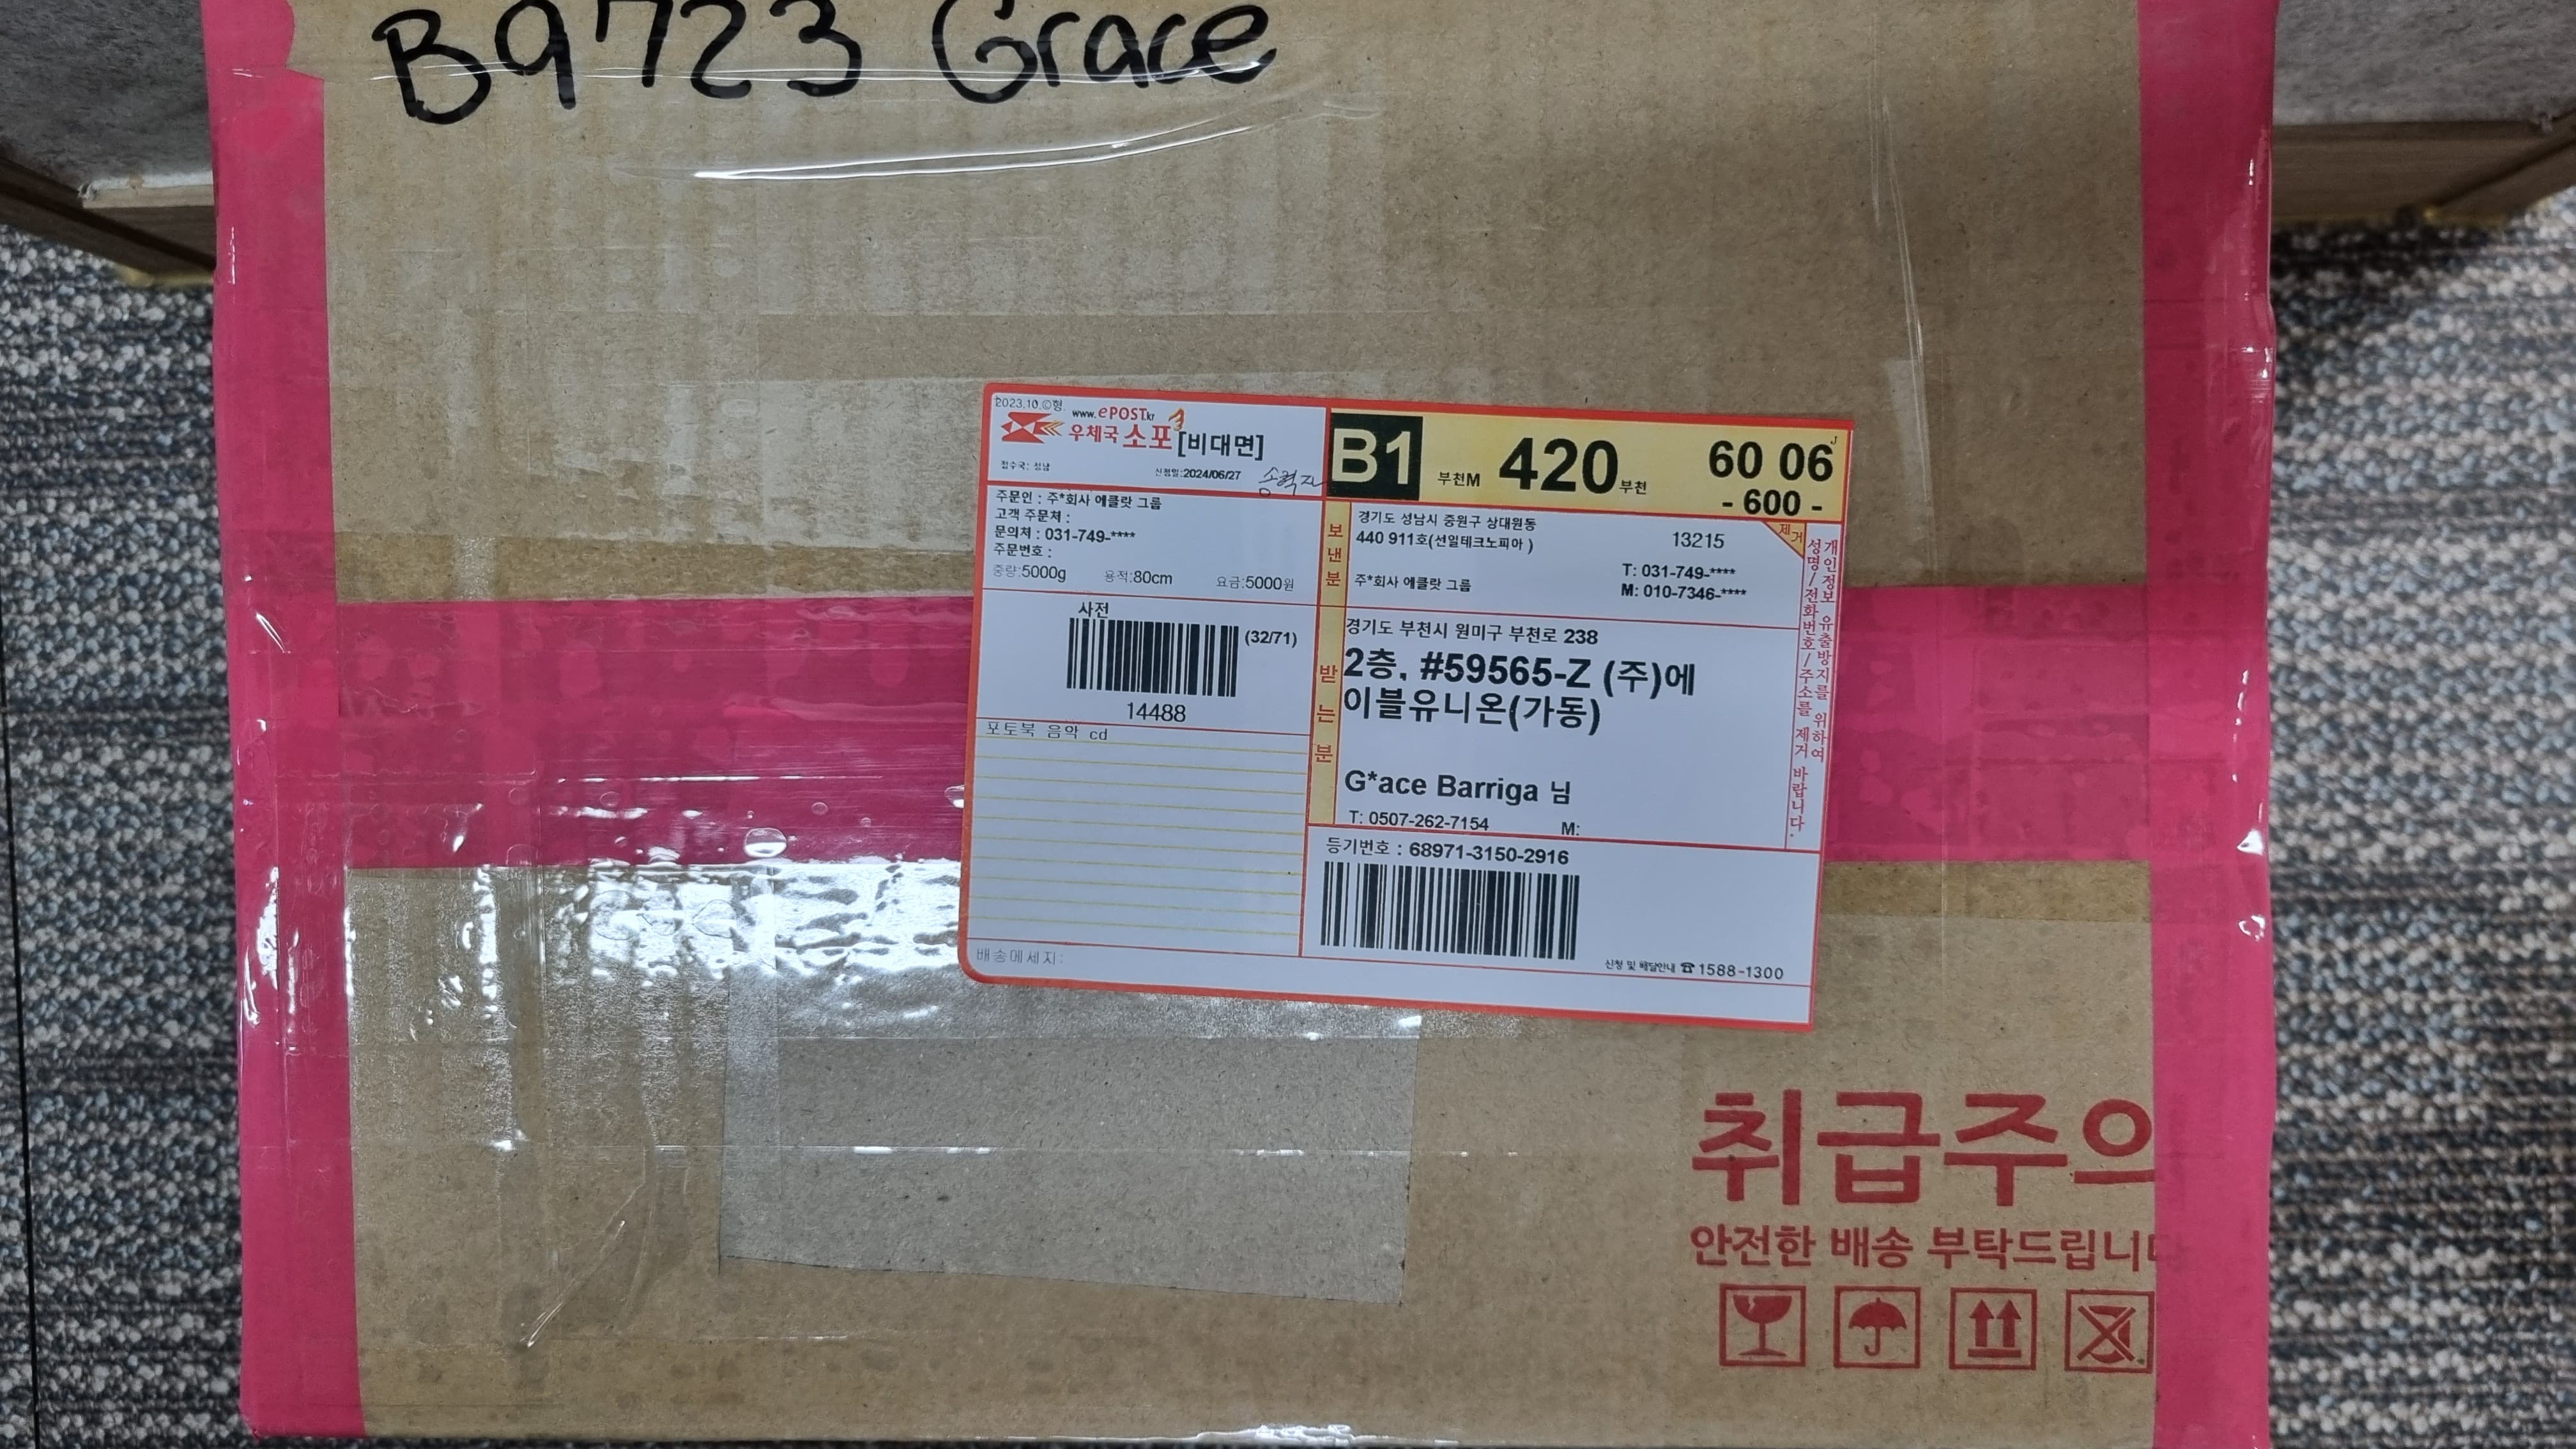 B9723 Grace
2023.10.ⓒ형.
www.ePOST.kr
우체국 소포 [비대면]
접수국: 성남
신청일:2024/06/27
B1 부천M 420 부천 60 06
- 600 -
주문인 : 주*회사 에클랏 그룹
고객 주문처 :
문의처 : 031-749-****
주문번호 :
중량:5000g 용적:80cm 요금:5000원
보낸분
경기도 성남시 중원구 상대원동
440 911호(선일테크노피아 ) 13215
주*회사 에클랏 그룹
T: 031-749-****
M: 010-7346-****
제거
개인정보 유출방지를 위하여
성명/전화번호/주소를 제거 바랍니다.
사전
(32/71)
14488
포토북 음악 cd
받는분
경기도 부천시 원미구 부천로 238
2층, #59565-Z (주)에
이블유니온(가동)
G*ace Barriga 님
T: 0507-262-7154 M:
등기번호 : 68971-3150-2916
신청 및 배달안내 ☎1588-1300
배송메세지:
취급주의
안전한 배송 부탁드립니다